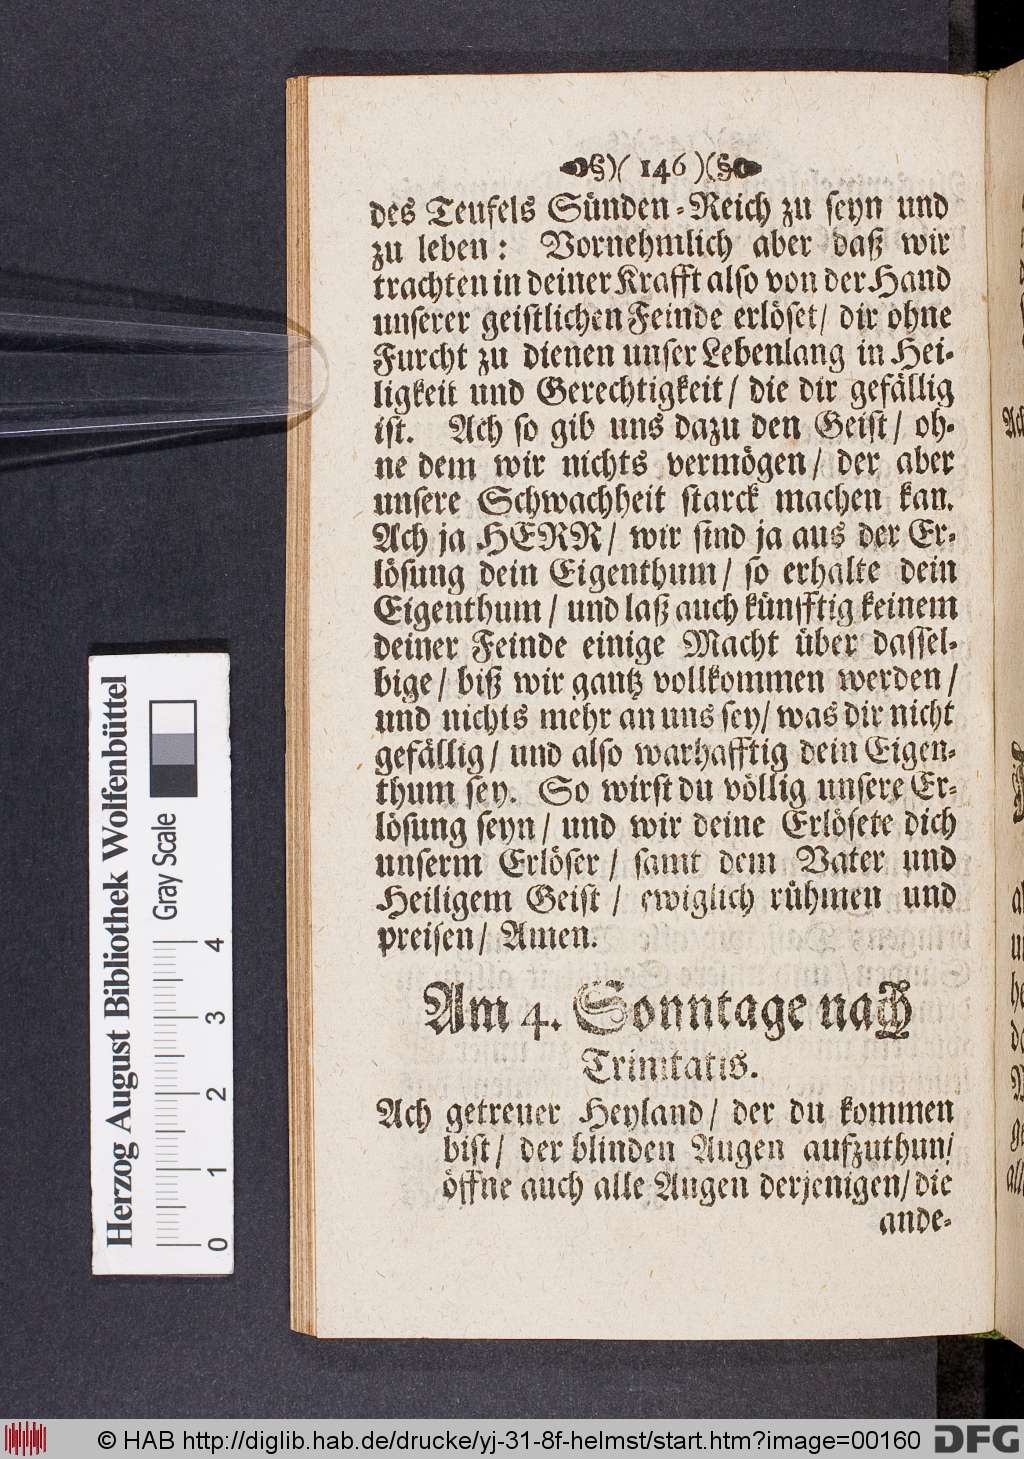 §)( 146 )(§
des Teufels Sünden-Reich zu seyn und
zu leben: Vornehmlich aber daß wir
trachten in deiner Krafft also von der Hand
unserer geistlichen Feinde erlöset/ dir ohne
Furcht zu dienen unser Lebenlang in Hei-
ligkeit und Gerechtigkeit/ die dir gefällig
ist. Ach so gib uns dazu den Geist/ oh-
ne dem wir nichts vermögen/ der aber
unsere Schwachheit starck machen kan.
Ach ja HERR/ wir sind ja aus der Er-
lösung dein Eigenthum/ so erhalte dein
Eigenthum/ und laß auch künfftig keinem
deiner Feinde einige Macht über dassel-
bige/ biß wir gantz vollkommen werden/
und nichts mehr an uns sey/ was dir nicht
gefällig/ und also warhafftig dein Eigen-
thum sey. So wirst du völlig unsere Er-
lösung seyn/ und wir deine Erlösete dich
unserm Erlöser/ samt dem Vater und
Heiligem Geist/ ewiglich rühmen und
preisen/ Amen.
Am 4. Sonntage nach
Trinitatis.
Ach getreuer Heyland/ der du kommen
bist/ der blinden Augen aufzuthun/
öffne auch alle Augen derjenigen/ die
ande-
Herzog August Bibliothek Wolfenbüttel
Gray Scale
0 1 2 3 4
© HAB http://diglib.hab.de/drucke/yj-31-8f-helmst/start.htm?image=00160
DFG